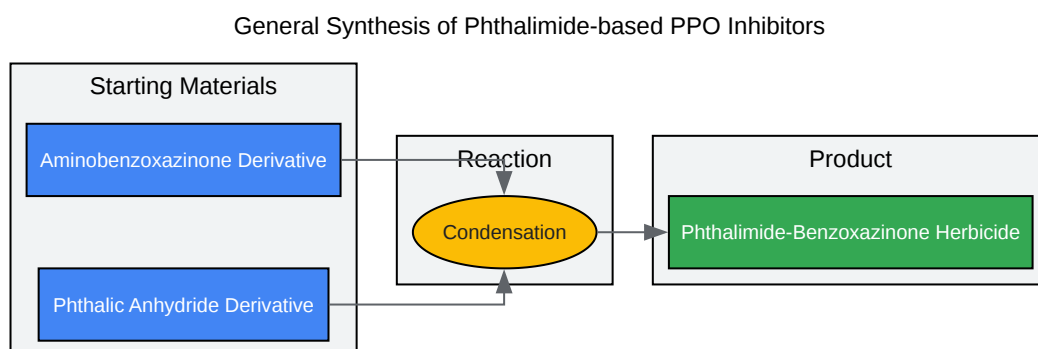 General Synthesis of Phthalimide-based PPO Inhibitors
Starting Materials
Aminobenzoxazinone Derivative
Phthalic Anhydride Derivative
Reaction
Condensation
Product
Phthalimide-Benzoxazinone Herbicide